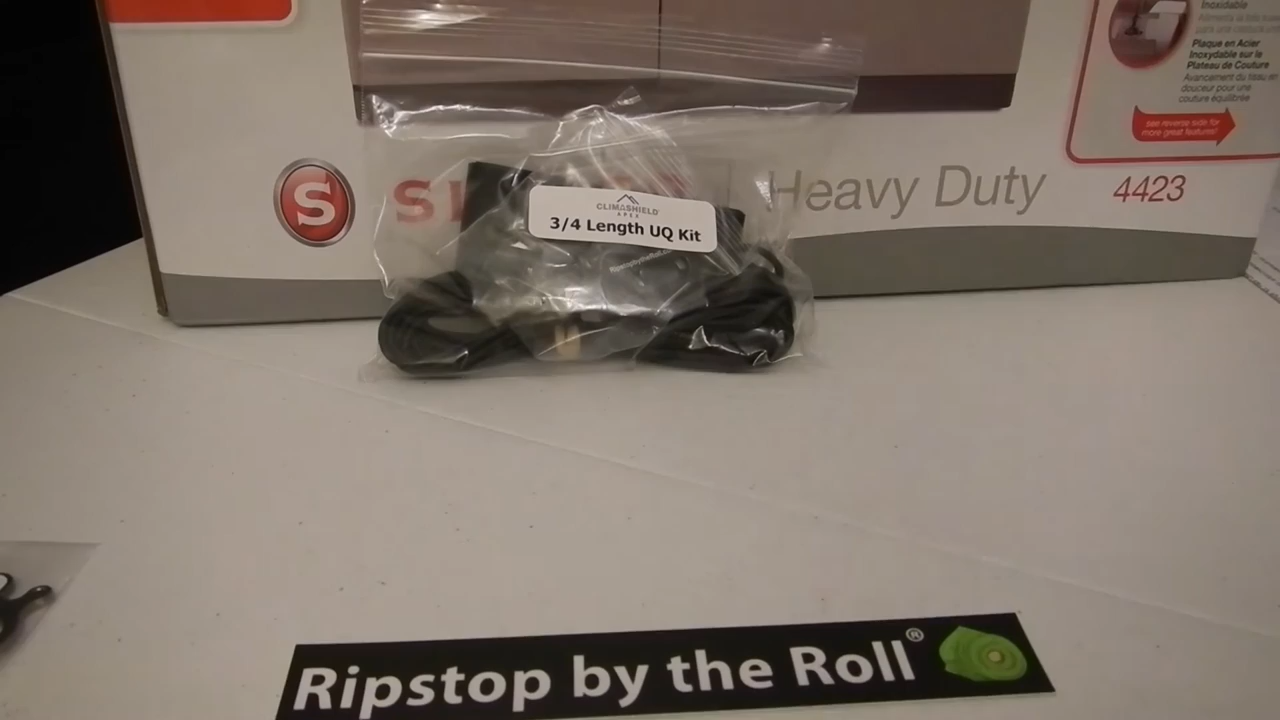 Inoxidable
Plaque en Acier
Inoxydable sur le
Plateau de Couture
Avancement du tissu en
douceur pour une
couture équilibrée
see reverse side for
more great features!
S
Heavy Duty
4423
CLIMASHIELD
APEX
3/4 Length UQ Kit
RipstopbytheRoll
Ripstop by the Roll®